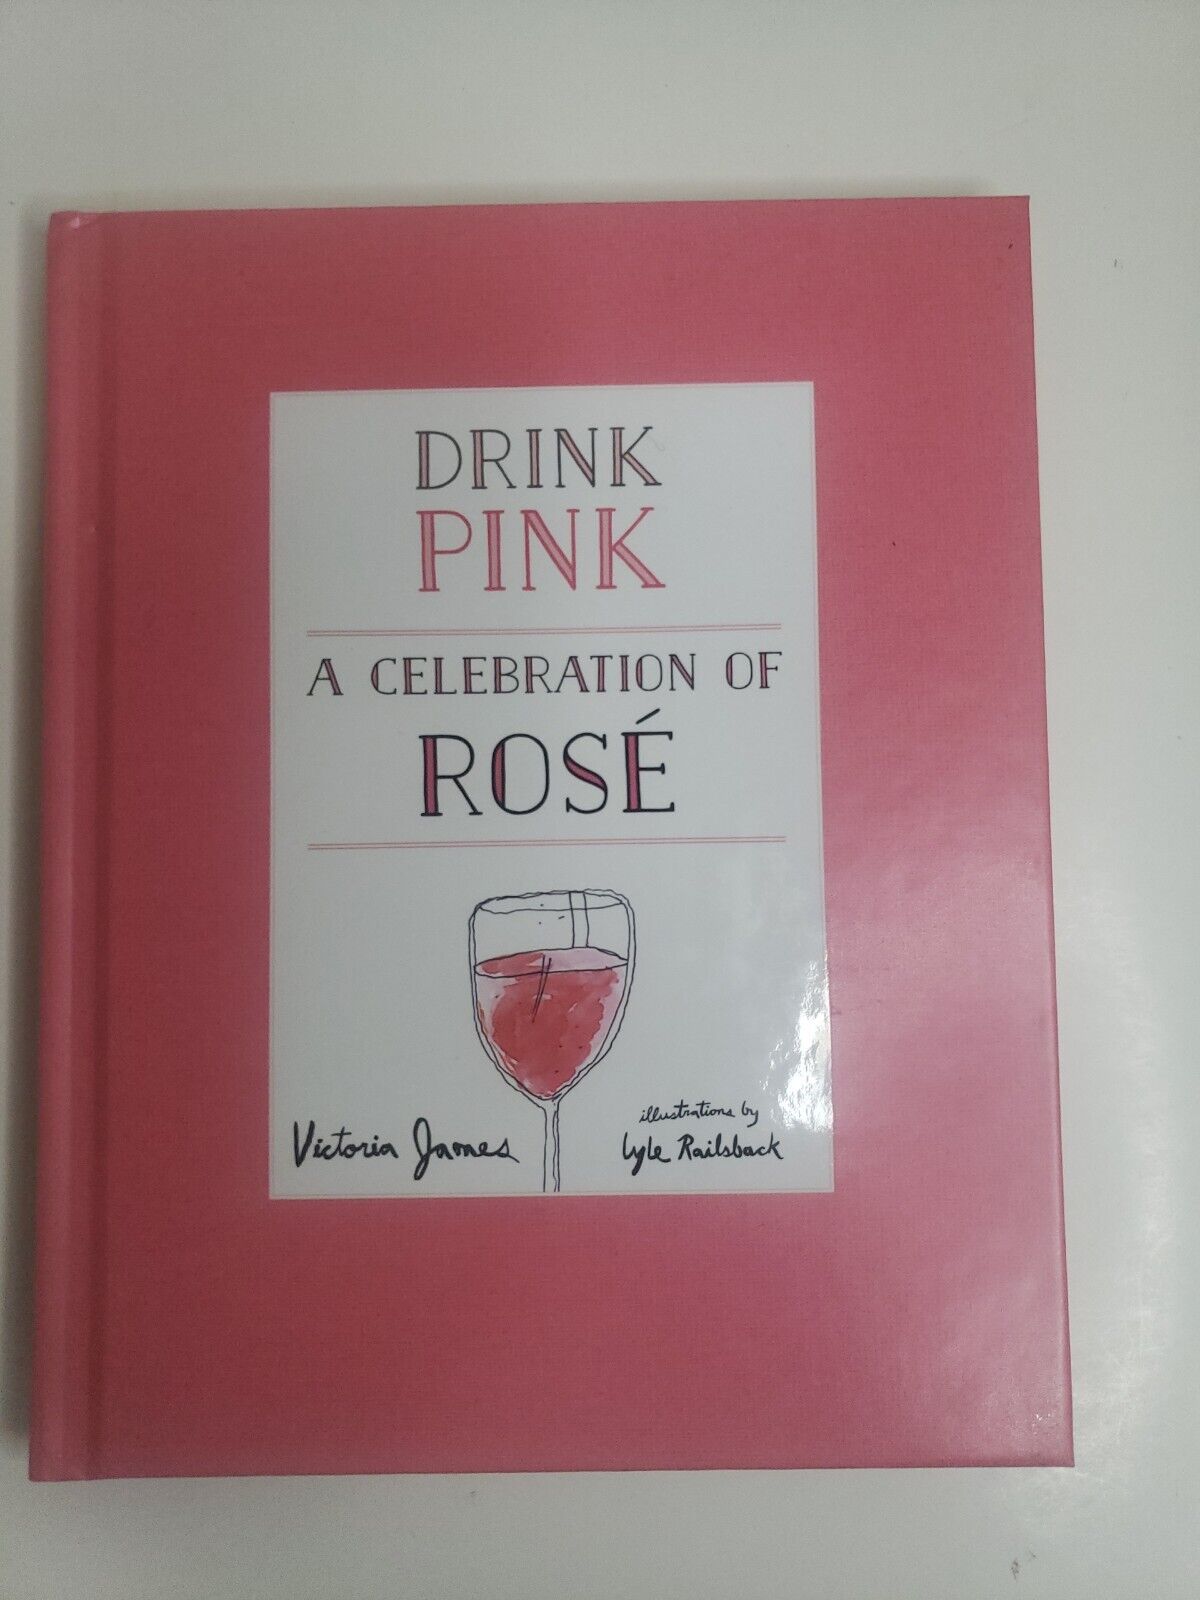 DRINK
PINK
A CELEBRATION OF
ROSÉ
Victoria James
illustrations by
Lyle Railsback